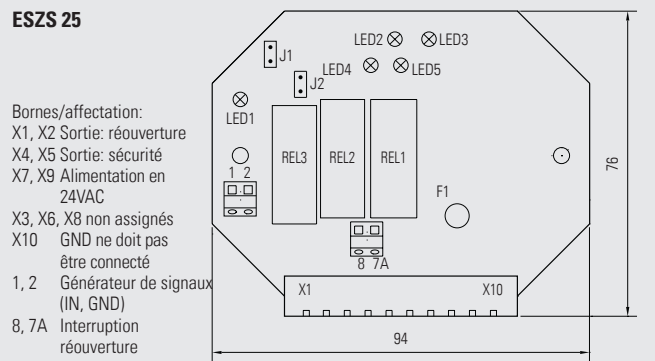 ESZS 25
Bornes/affectation:
X1, X2 Sortie: réouverture
X4, X5 Sortie: sécurité
X7, X9 Alimentation en
24VAC
X3, X6, X8 non assignés
X10 GND ne doit pas
être connecté
1, 2 Générateur de signaux
(IN, GND)
8, 7A Interruption
réouverture
J1
J2
LED2
LED3
LED4
LED5
LED1
1 2
REL3
REL2
REL1
F1
8 7A
X1
X10
76
94